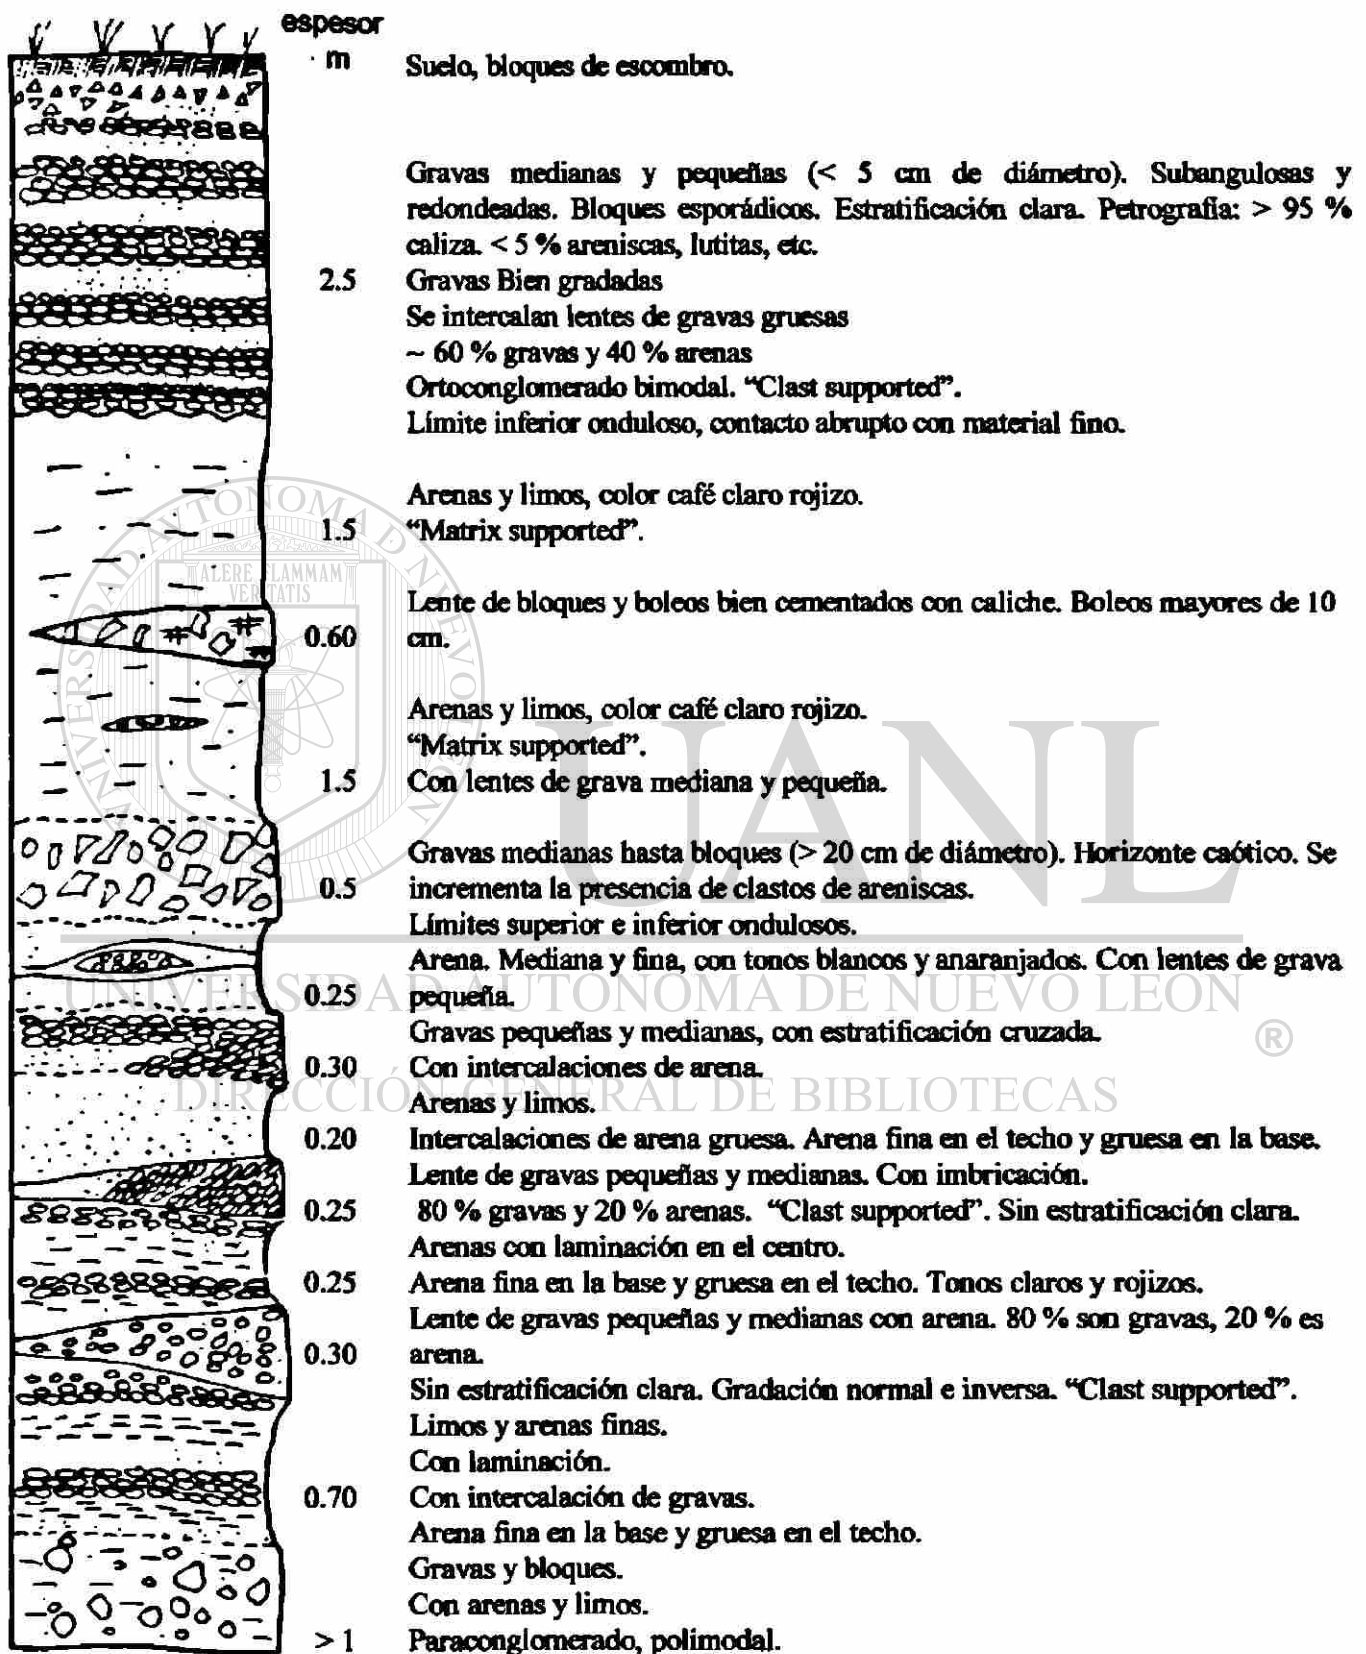 espesor
m
Suelo, bloques de escombro.
Gravas medianas y pequeñas (< 5 cm de diámetro). Subangulosas y
redondeadas. Bloques esporádicos. Estratificación clara. Petrografía: > 95 %
caliza. < 5 % areniscas, lutitas, etc.
2.5 Gravas Bien gradadas
Se intercalan lentes de gravas gruesas
~ 60 % gravas y 40 % arenas
Ortoconglomerado bimodal. “Clast supported”.
Límite inferior onduloso, contacto abrupto con material fino.
Arenas y limos, color café claro rojizo.
1.5 “Matrix supported”.
Lente de bloques y boleos bien cementados con caliche. Boleos mayores de 10
0.60 cm.
Arenas y limos, color café claro rojizo.
“Matrix supported”.
1.5 Con lentes de grava mediana y pequeña.
Gravas medianas hasta bloques (> 20 cm de diámetro). Horizonte caótico. Se
0.5 incrementa la presencia de clastos de areniscas.
Límites superior e inferior ondulosos.
Arena. Mediana y fina, con tonos blancos y anaranjados. Con lentes de grava
0.25 pequeña.
Gravas pequeñas y medianas, con estratificación cruzada.
0.30 Con intercalaciones de arena.
Arenas y limos.
0.20 Intercalaciones de arena gruesa. Arena fina en el techo y gruesa en la base.
Lente de gravas pequeñas y medianas. Con imbricación.
0.25 80 % gravas y 20 % arenas. “Clast supported”. Sin estratificación clara.
Arenas con laminación en el centro.
0.25 Arena fina en la base y gruesa en el techo. Tonos claros y rojizos.
Lente de gravas pequeñas y medianas con arena. 80 % son gravas, 20 % es
0.30 arena.
Sin estratificación clara. Gradación normal e inversa. “Clast supported”.
Limos y arenas finas.
Con laminación.
0.70 Con intercalación de gravas.
Arena fina en la base y gruesa en el techo.
Gravas y bloques.
Con arenas y limos.
> 1 Paraconglomerado, polimodal.
UNIVERSIDAD AUTONOMA DE NUEVO LEON
ALERE FLAMMAM
VERITATIS
UANL
UNIVERSIDAD AUTÓNOMA DE NUEVO LEÓN
®
DIRECCIÓN GENERAL DE BIBLIOTECAS